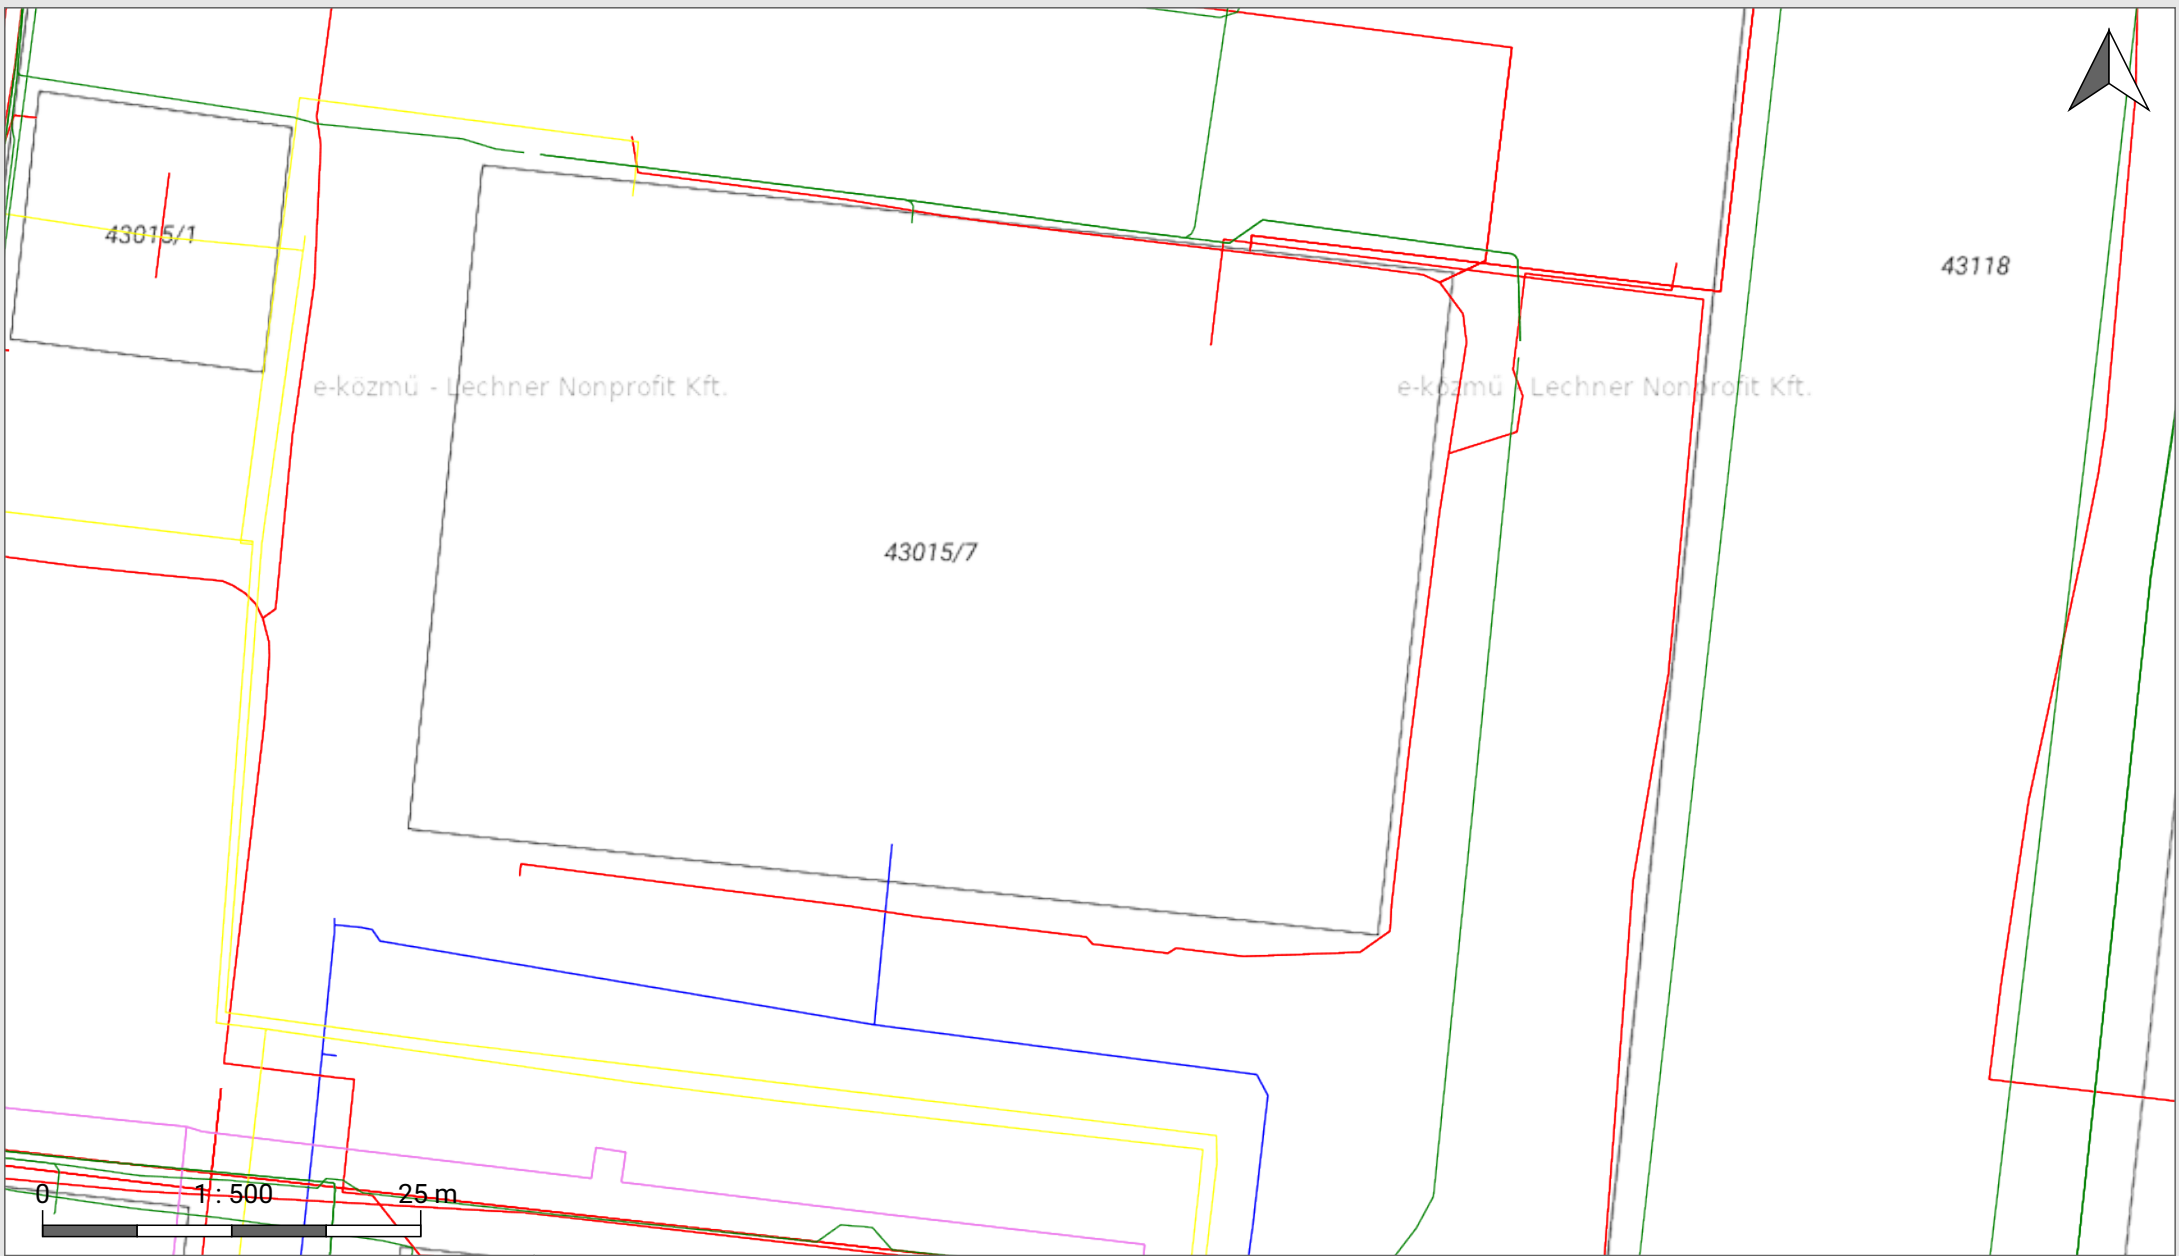 43015/1
43118
e-közmű - Lechner Nonprofit Kft.
e-közmű - Lechner Nonprofit Kft.
43015/7
0 1 : 500 25 m